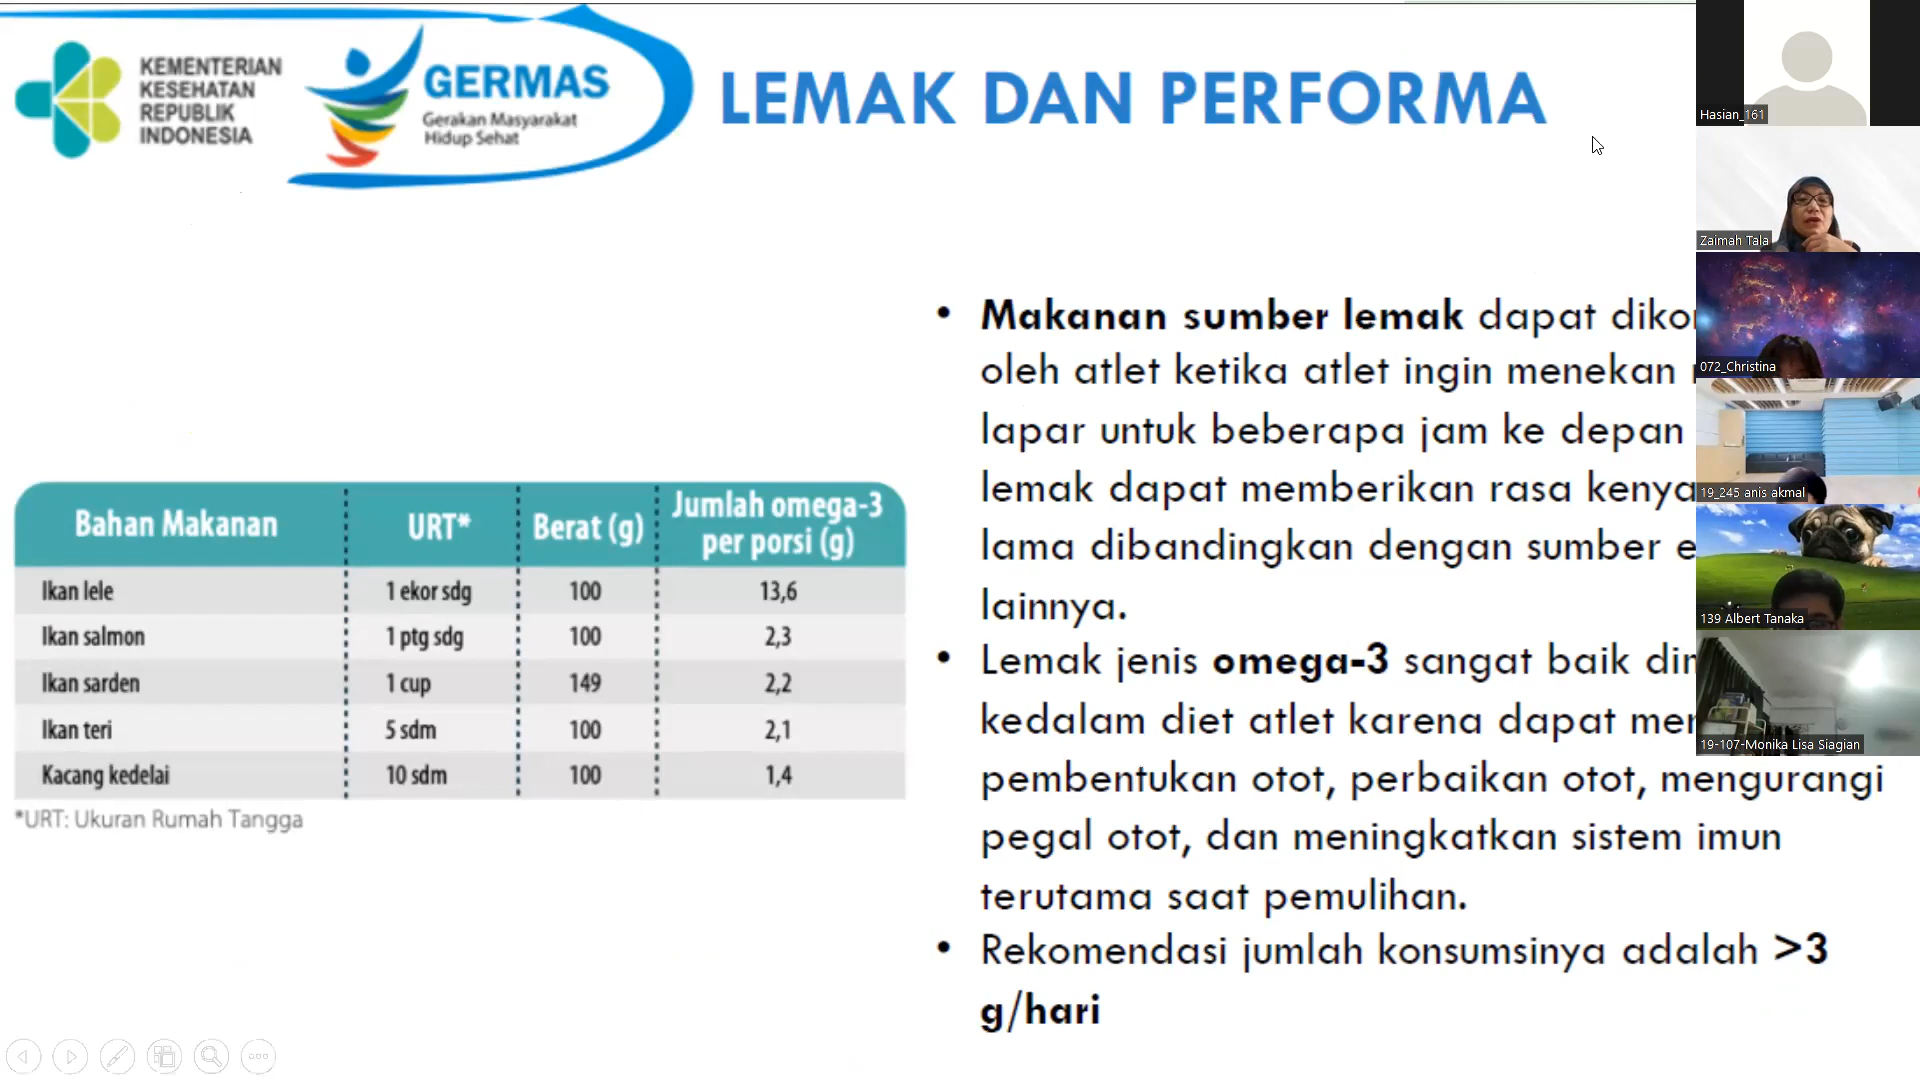 KEMENTERIAN
KESEHATAN
REPUBLIK
INDONESIA
GERMAS
Gerakan Masyarakat
Hidup Sehat
LEMAK DAN PERFORMA
Bahan Makanan URT* Berat (g) Jumlah omega-3 per porsi (g)
Ikan lele 1 ekor sdg 100 13,6
Ikan salmon 1 ptg sdg 100 2,3
Ikan sarden 1 cup 149 2,2
Ikan teri 5 sdm 100 2,1
Kacang kedelai 10 sdm 100 1,4
*URT: Ukuran Rumah Tangga
• Makanan sumber lemak dapat
oleh atlet ketika atlet ingin menekan
lapar untuk beberapa jam ke depan
lemak dapat memberikan rasa
lama dibandingkan dengan sumber
lainnya.
• Lemak jenis omega-3 sangat baik
kedalam diet atlet karena dapat
pembentukan otot, perbaikan otot, mengurangi
pegal otot, dan meningkatkan sistem imun
terutama saat pemulihan.
• Rekomendasi jumlah konsumsinya adalah >3
g/hari
Hasian_161
Zaimah Tala
072_Christina
19_245 anis akmal
139 Albert Tanaka
19-107-Monika Lisa Siagian